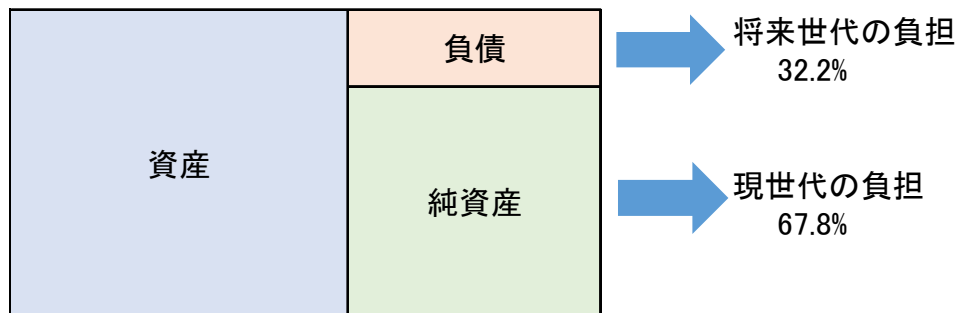 負債
将来世代の負担
32.2%
資産
純資産
現世代の負担
67.8%